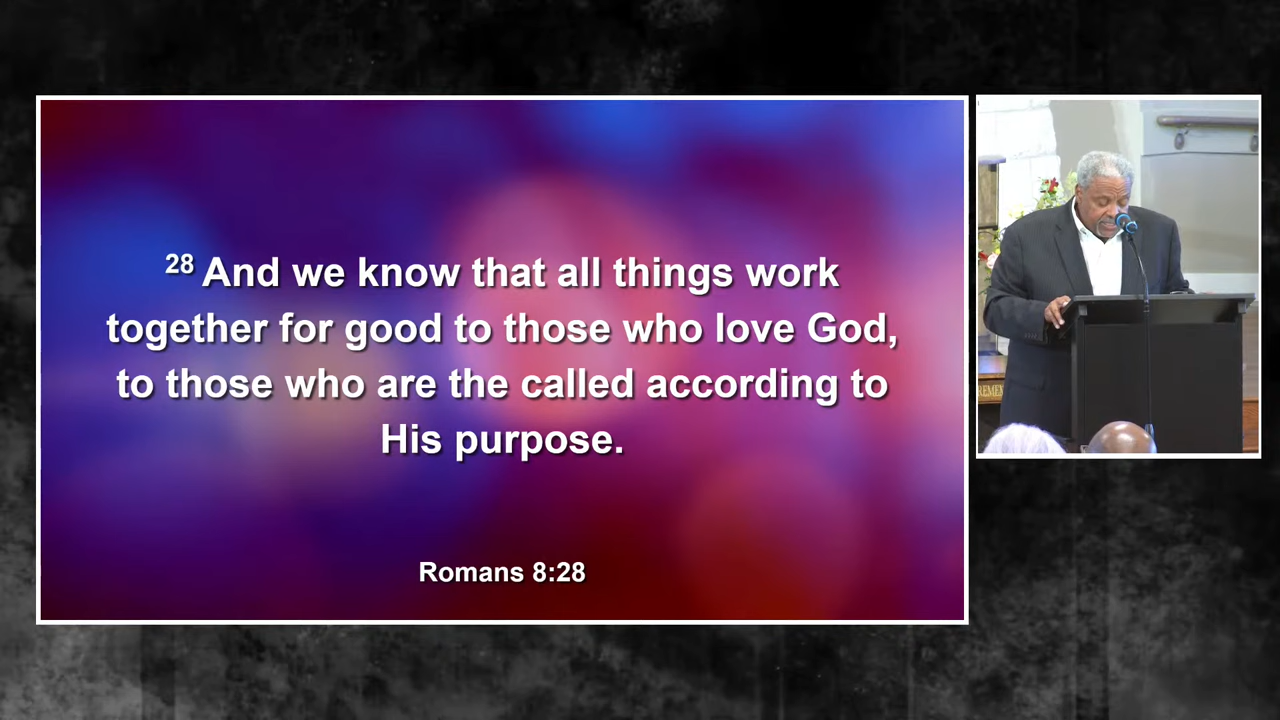 28 And we know that all things work
together for good to those who love God,
to those who are the called according to
His purpose.
Romans 8:28
REMEM